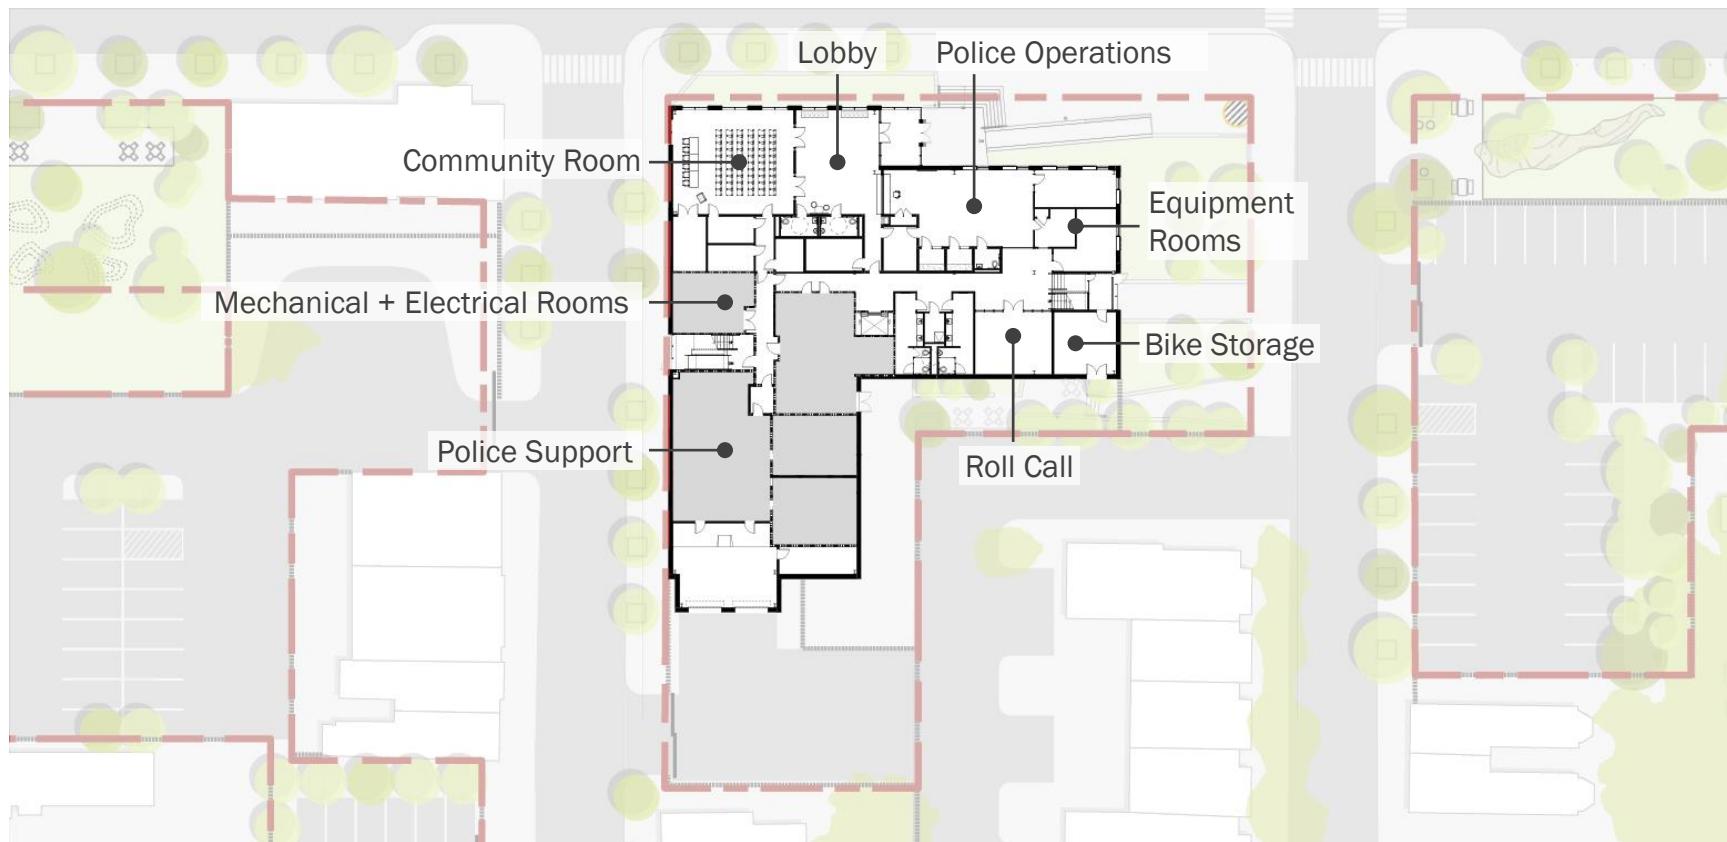 Lobby
Police Operations
Community Room
Equipment
Rooms
Mechanical + Electrical Rooms
Bike Storage
Police Support
Roll Call